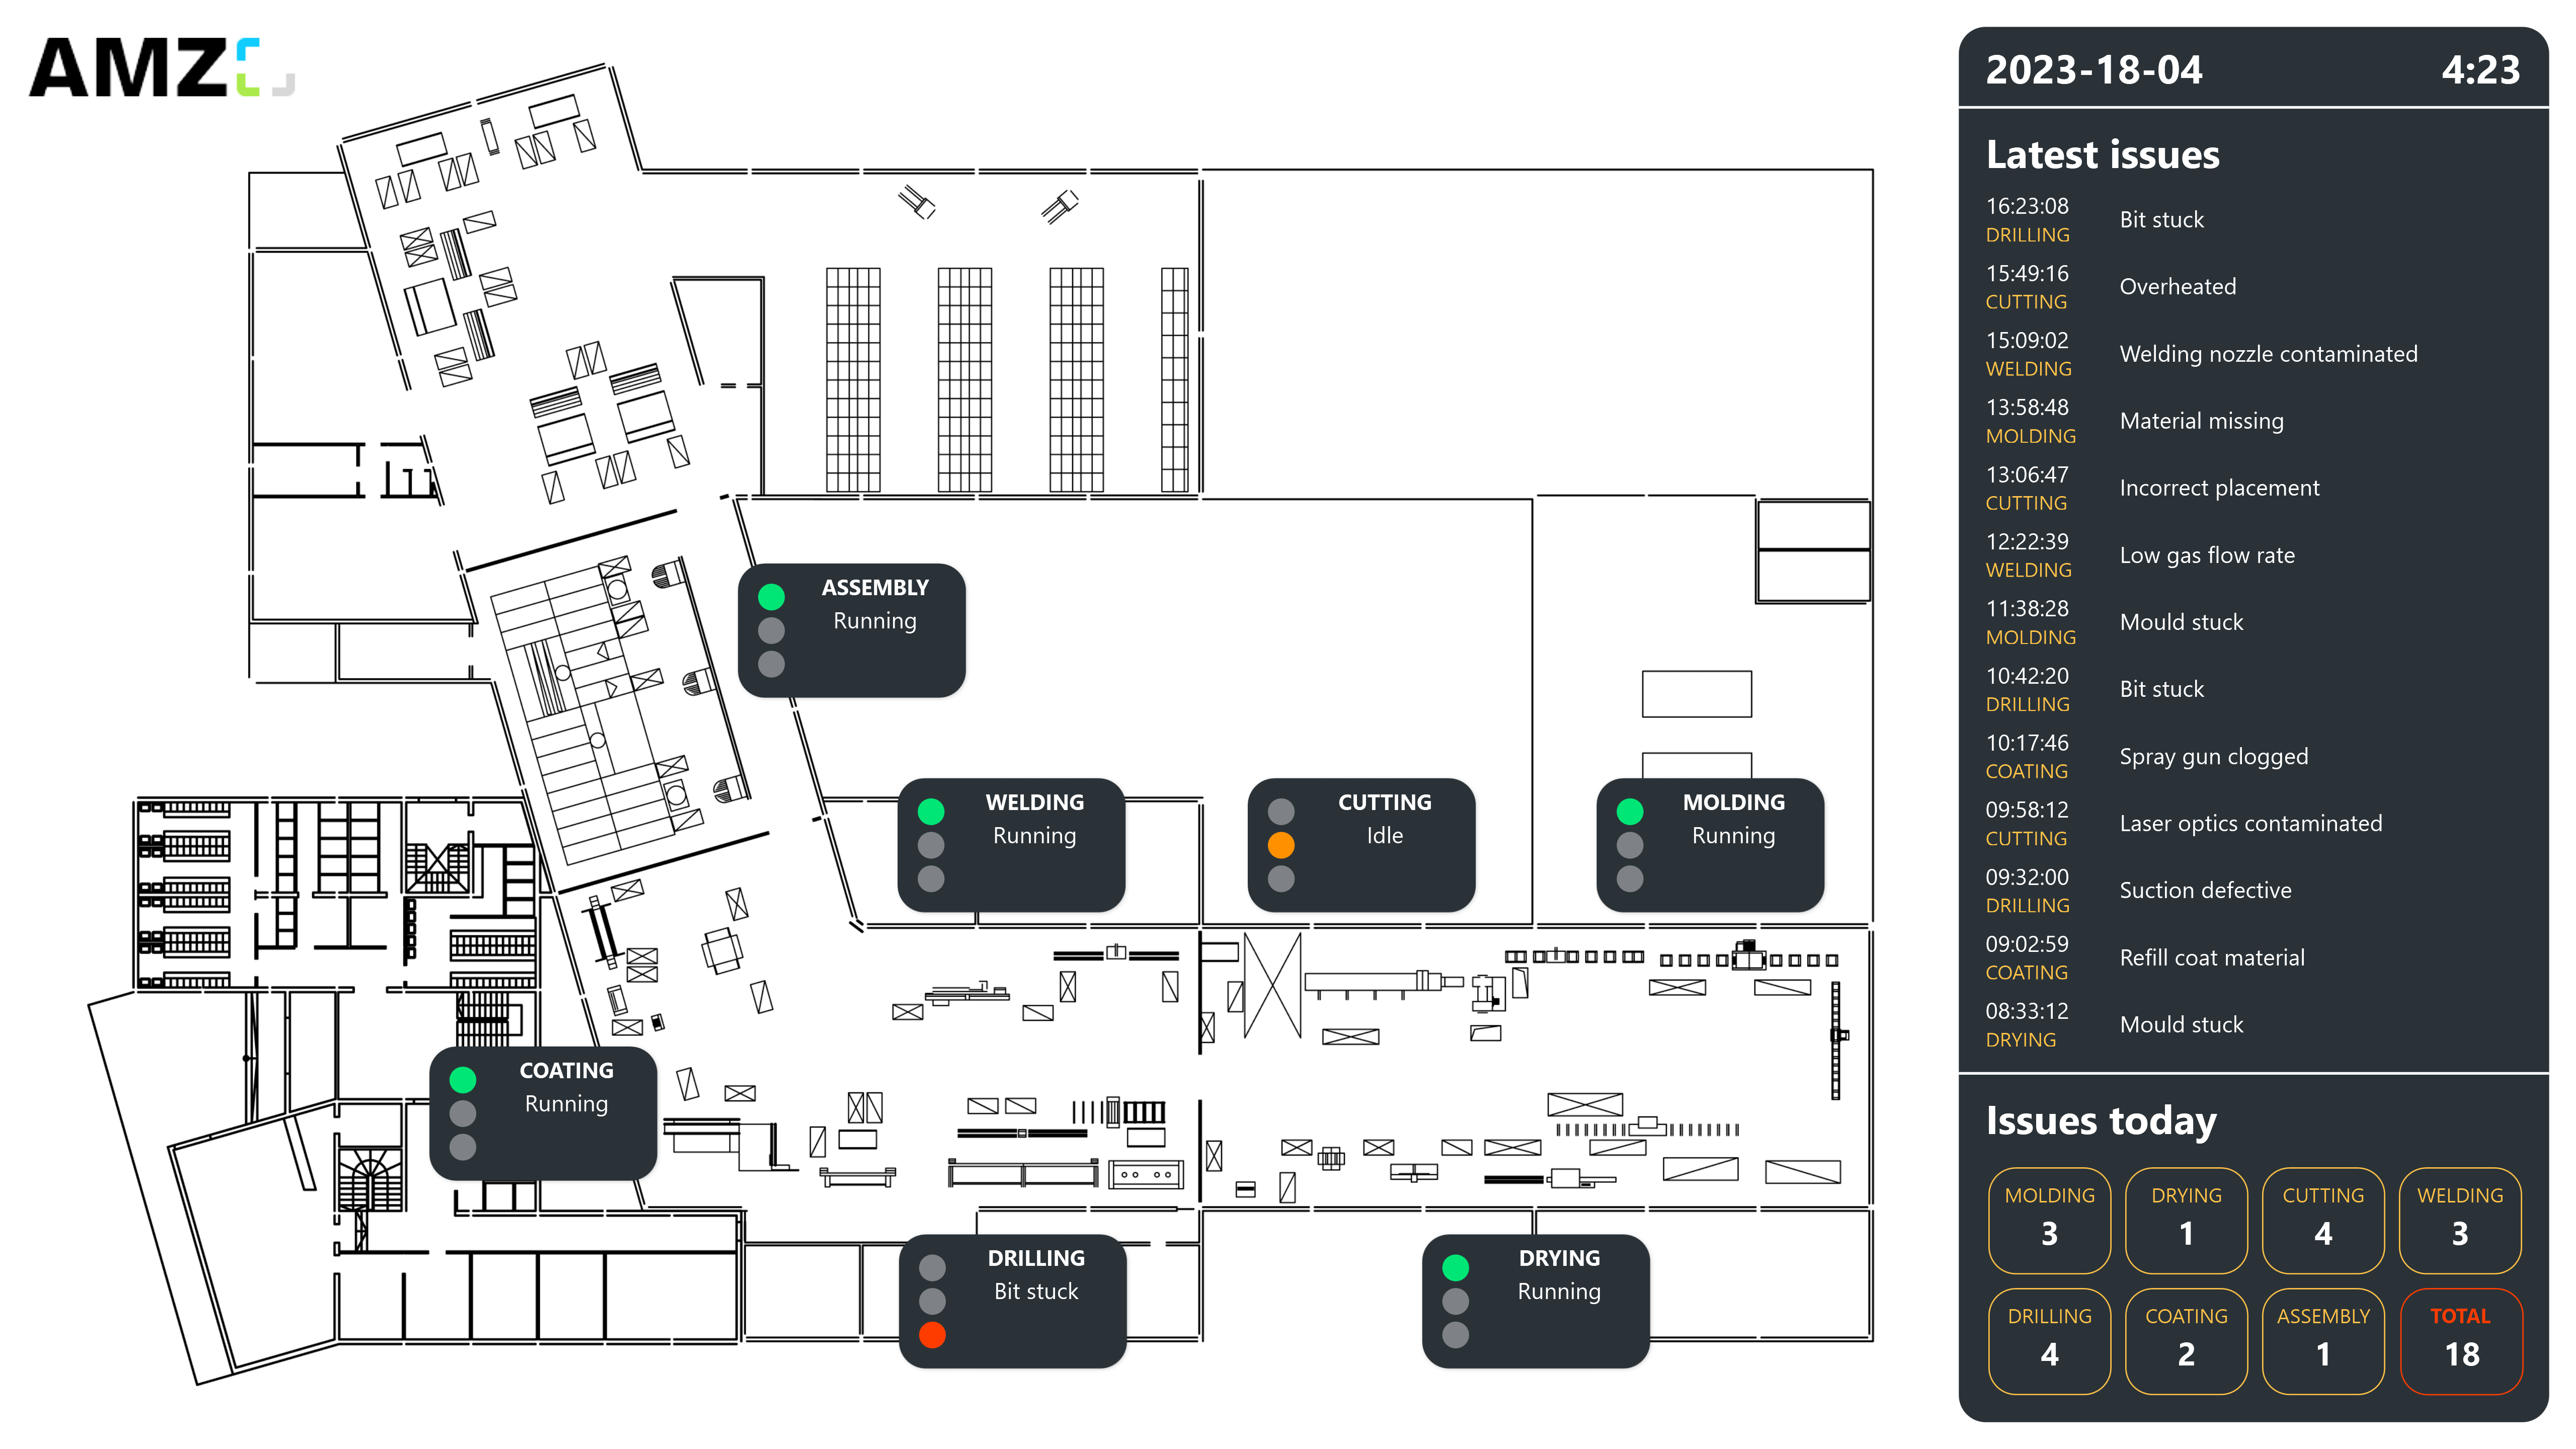 AMZ
ASSEMBLY
Running
WELDING
Running
CUTTING
Idle
MOLDING
Running
COATING
Running
DRILLING
Bit stuck
DRYING
Running
2023-18-04 4:23
Latest issues
16:23:08
DRILLING
Bit stuck
15:49:16
CUTTING
Overheated
15:09:02
WELDING
Welding nozzle contaminated
13:58:48
MOLDING
Material missing
13:06:47
CUTTING
Incorrect placement
12:22:39
WELDING
Low gas flow rate
11:38:28
MOLDING
Mould stuck
10:42:20
DRILLING
Bit stuck
10:17:46
COATING
Spray gun clogged
09:58:12
CUTTING
Laser optics contaminated
09:32:00
DRILLING
Suction defective
09:02:59
COATING
Refill coat material
08:33:12
DRYING
Mould stuck
Issues today
MOLDING
3
DRYING
1
CUTTING
4
WELDING
3
DRILLING
4
COATING
2
ASSEMBLY
1
TOTAL
18